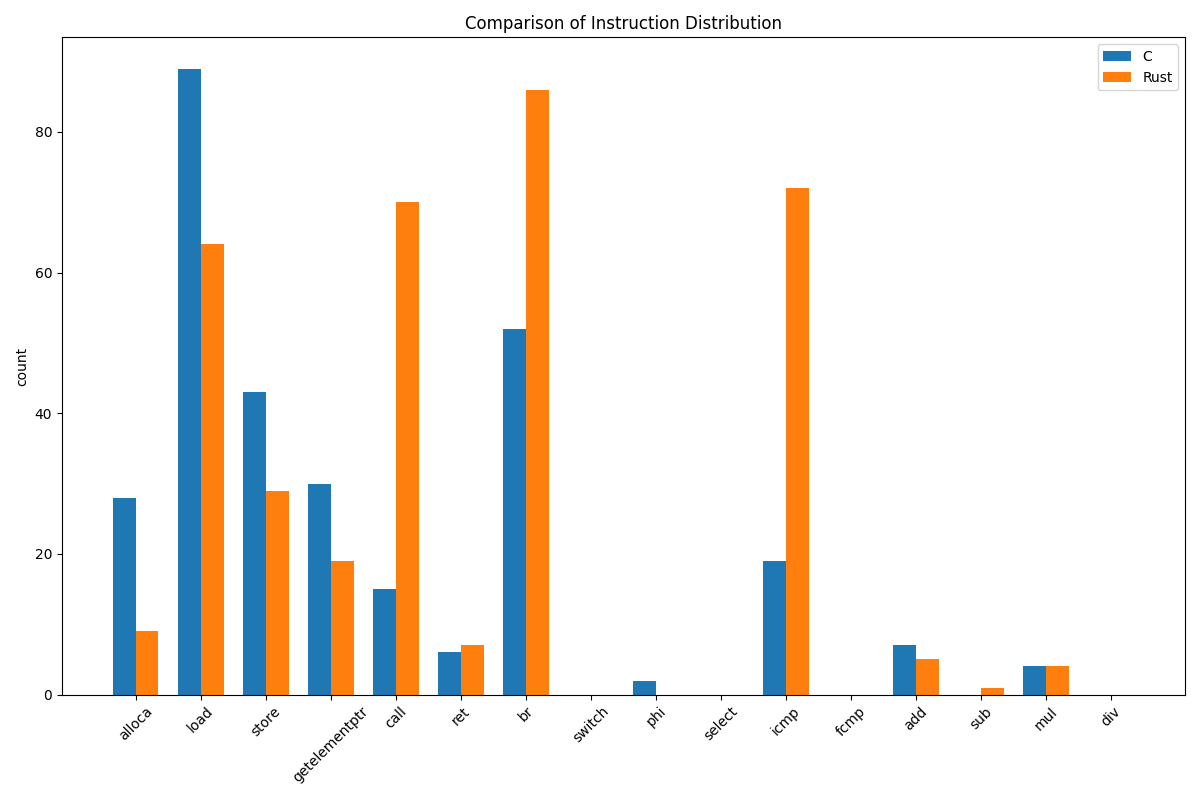 Comparison of Instruction Distribution
C
Rust
count
80
60
40
20
0
alloca
load
store
getelementptr
call
ret
br
switch
phi
select
icmp
fcmp
add
sub
mul
div